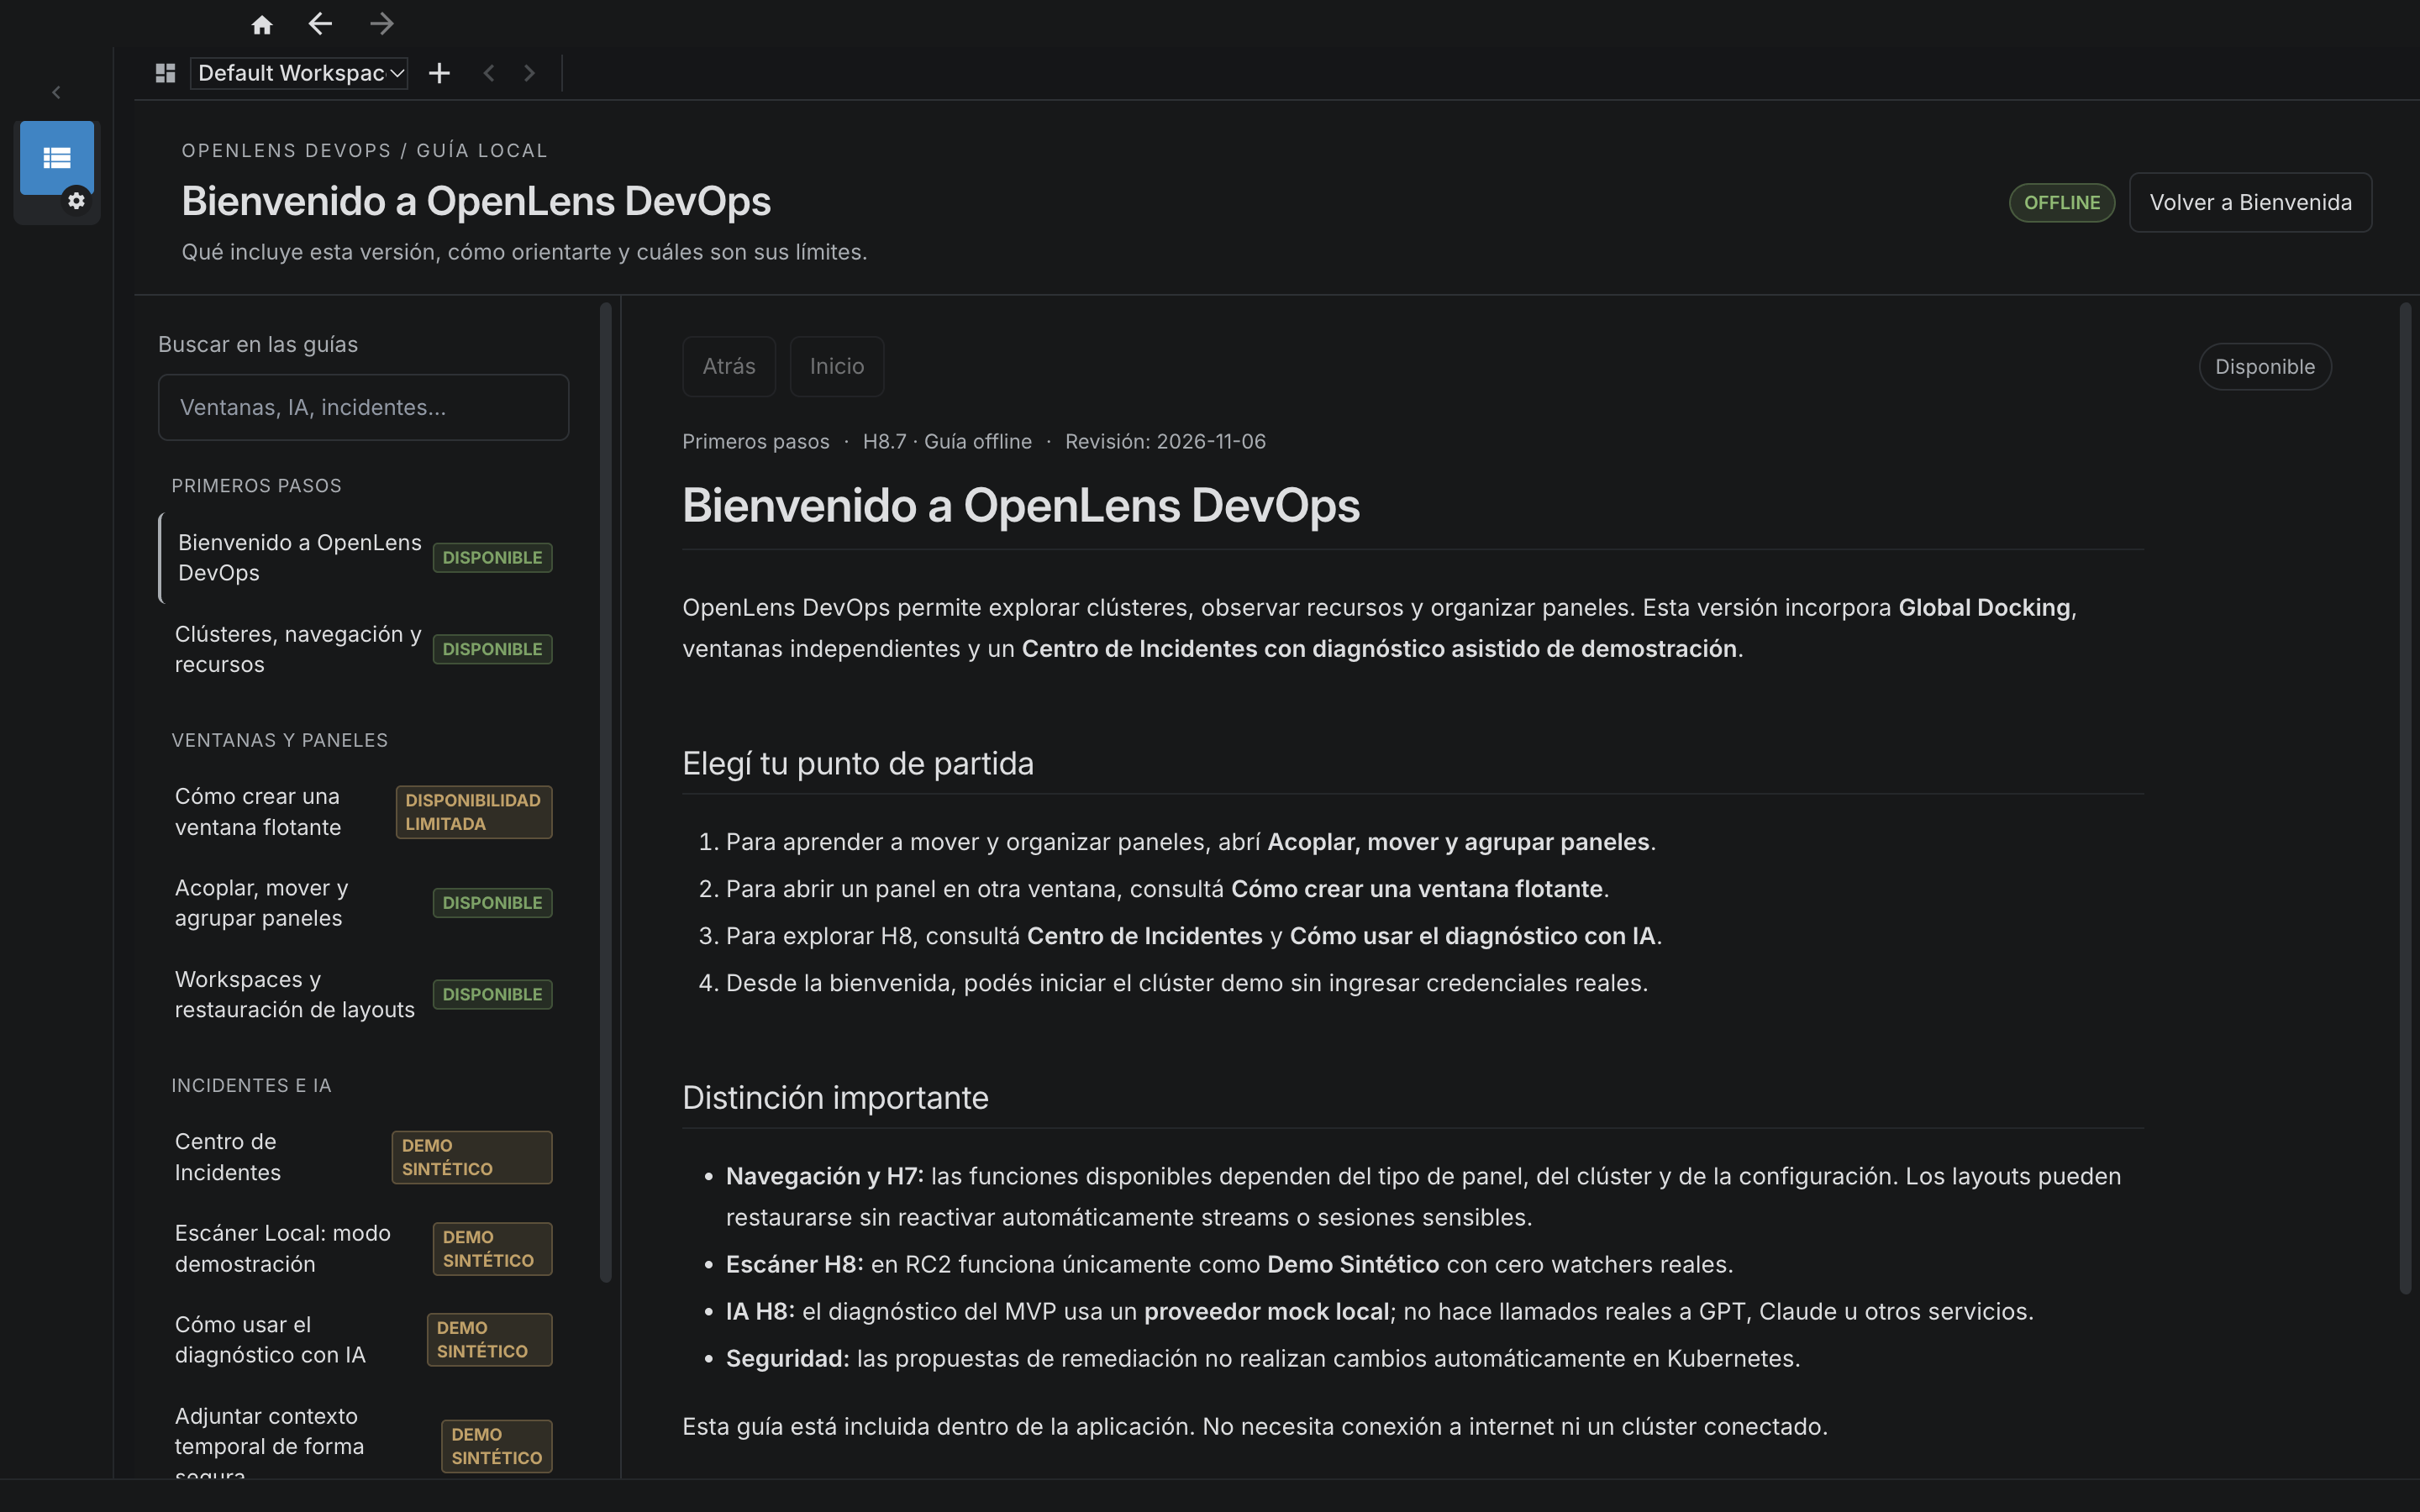 Default Workspac
OPENLENS DEVOPS / GUÍA LOCAL
Bienvenido a OpenLens DevOps
Qué incluye esta versión, cómo orientarte y cuáles son sus límites.
OFFLINE
Volver a Bienvenida
Buscar en las guías
Ventanas, IA, incidentes...
PRIMEROS PASOS
Bienvenido a OpenLens
DevOps
DISPONIBLE
Clústeres, navegación y
recursos
DISPONIBLE
VENTANAS Y PANELES
Cómo crear una
ventana flotante
DISPONIBILIDAD
LIMITADA
Acoplar, mover y
agrupar paneles
DISPONIBLE
Workspaces y
restauración de layouts
DISPONIBLE
INCIDENTES E IA
Centro de
Incidentes
DEMO
SINTÉTICO
Escáner Local: modo
demostración
DEMO
SINTÉTICO
Cómo usar el
diagnóstico con IA
DEMO
SINTÉTICO
Adjuntar contexto
temporal de forma
segura
DEMO
SINTÉTICO
Atrás
Inicio
Disponible
Primeros pasos · H8.7 · Guía offline · Revisión: 2026-11-06
Bienvenido a OpenLens DevOps
OpenLens DevOps permite explorar clústeres, observar recursos y organizar paneles. Esta versión incorpora Global Docking,
ventanas independientes y un Centro de Incidentes con diagnóstico asistido de demostración.
Elegí tu punto de partida
1. Para aprender a mover y organizar paneles, abrí Acoplar, mover y agrupar paneles.
2. Para abrir un panel en otra ventana, consultá Cómo crear una ventana flotante.
3. Para explorar H8, consultá Centro de Incidentes y Cómo usar el diagnóstico con IA.
4. Desde la bienvenida, podés iniciar el clúster demo sin ingresar credenciales reales.
Distinción importante
• Navegación y H7: las funciones disponibles dependen del tipo de panel, del clúster y de la configuración. Los layouts pueden
restaurarse sin reactivar automáticamente streams o sesiones sensibles.
• Escáner H8: en RC2 funciona únicamente como Demo Sintético con cero watchers reales.
• IA H8: el diagnóstico del MVP usa un proveedor mock local; no hace llamados reales a GPT, Claude u otros servicios.
• Seguridad: las propuestas de remediación no realizan cambios automáticamente en Kubernetes.
Esta guía está incluida dentro de la aplicación. No necesita conexión a internet ni un clúster conectado.